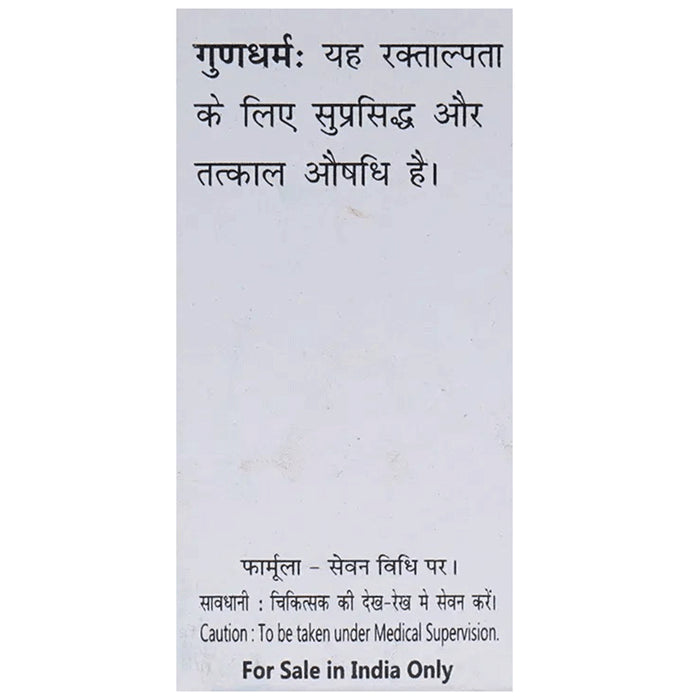 गुणधर्मः यह रक्ताल्पता
के लिए सुप्रसिद्ध और
तत्काल औषधि है।
फार्मूला - सेवन विधि पर।
सावधानी : चिकित्सक की देख-रेख मे सेवन करें।
Caution : To be taken under Medical Supervision.
For Sale in India Only